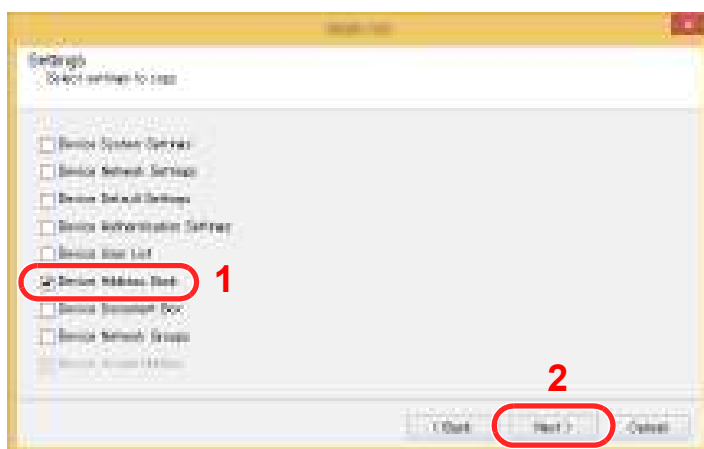 Settings
Select settings to copy
Device System Settings
Device Network Settings
Device Default Settings
Device Authentication Settings
Device User List
Device Address Book
1
Device Document Box
Device Network Groups
2
< Back
Next >
Cancel